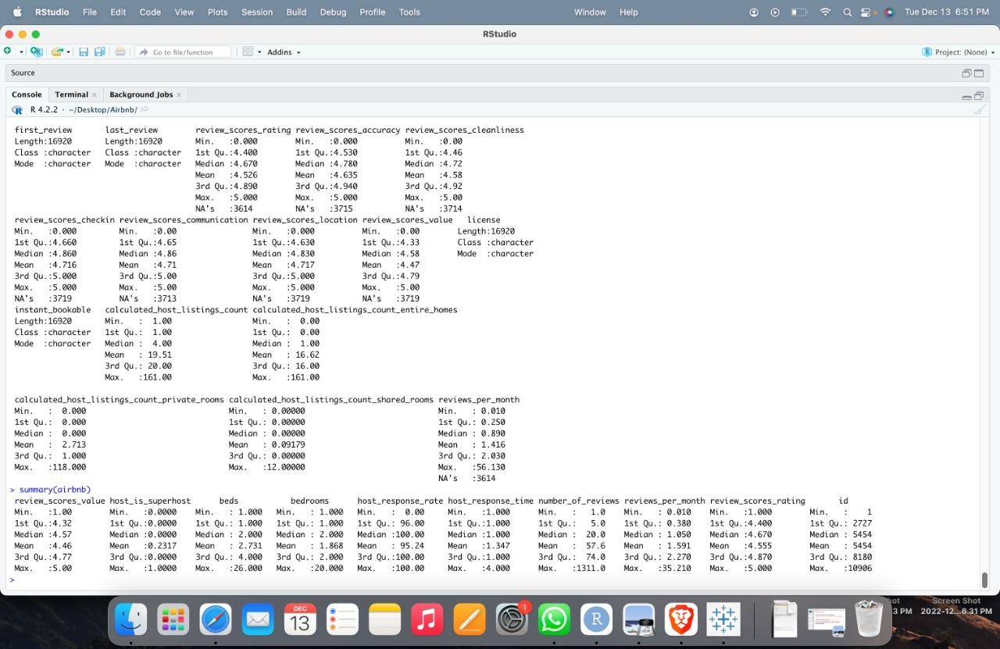 RStudio File Edit Code View Plots Session Build Debug Profile Tools Window Help Tue Dec 13 6:51 PM
RStudio
Go to file/function Addins Project: (None)
Source
Console Terminal Background Jobs
R 4.2.2 · ~/Desktop/Airbnb/
first_review last_review review_scores_rating review_scores_accuracy review_scores_cleanliness
Length:16920 Length:16920 Min. :0.000 Min. :0.000 Min. :0.00
Class :character Class :character 1st Qu.:4.400 1st Qu.:4.530 1st Qu.:4.46
Mode :character Mode :character Median :4.670 Median :4.780 Median :4.72
Mean :4.526 Mean :4.635 Mean :4.58
3rd Qu.:4.890 3rd Qu.:4.940 3rd Qu.:4.92
Max. :5.000 Max. :5.000 Max. :5.00
NA's :3614 NA's :3715 NA's :3714
review_scores_checkin review_scores_communication review_scores_location review_scores_value license
Min. :0.000 Min. :0.00 Min. :0.000 Min. :0.00 Length:16920
1st Qu.:4.660 1st Qu.:4.65 1st Qu.:4.630 1st Qu.:4.33 Class :character
Median :4.860 Median :4.86 Median :4.830 Median :4.58 Mode :character
Mean :4.716 Mean :4.71 Mean :4.717 Mean :4.47
3rd Qu.:5.000 3rd Qu.:5.00 3rd Qu.:5.000 3rd Qu.:4.79
Max. :5.000 Max. :5.00 Max. :5.000 Max. :5.00
NA's :3719 NA's :3713 NA's :3719 NA's :3719
instant_bookable calculated_host_listings_count calculated_host_listings_count_entire_homes
Length:16920 Min. : 1.00 Min. : 0.00
Class :character 1st Qu.: 1.00 1st Qu.: 0.00
Mode :character Median : 4.00 Median : 1.00
Mean : 19.51 Mean : 16.62
3rd Qu.: 20.00 3rd Qu.: 16.00
Max. :161.00 Max. :161.00
calculated_host_listings_count_private_rooms calculated_host_listings_count_shared_rooms reviews_per_month
Min. : 0.000 Min. : 0.00000 Min. : 0.010
1st Qu.: 0.000 1st Qu.: 0.00000 1st Qu.: 0.250
Median : 0.000 Median : 0.00000 Median : 0.890
Mean : 2.713 Mean : 0.09179 Mean : 1.416
3rd Qu.: 1.000 3rd Qu.: 0.00000 3rd Qu.: 2.030
Max. :118.000 Max. :12.00000 Max. :56.130
NA's :3614
> summary(airbnb)
review_scores_value host_is_superhost beds bedrooms host_response_rate host_response_time number_of_reviews reviews_per_month review_scores_rating id
Min. :1.00 Min. :0.0000 Min. : 1.000 Min. : 1.000 Min. : 0.00 Min. :1.000 Min. : 1.0 Min. : 0.010 Min. :1.000 Min. : 1
1st Qu.:4.32 1st Qu.:0.0000 1st Qu.: 1.000 1st Qu.: 1.000 1st Qu.: 96.00 1st Qu.:1.000 1st Qu.: 5.0 1st Qu.: 0.380 1st Qu.:4.400 1st Qu.: 2727
Median :4.57 Median :0.0000 Median : 2.000 Median : 2.000 Median :100.00 Median :1.000 Median : 20.0 Median : 1.050 Median :4.670 Median : 5454
Mean :4.46 Mean :0.2317 Mean : 2.731 Mean : 1.868 Mean : 95.24 Mean :1.347 Mean : 57.6 Mean : 1.591 Mean :4.555 Mean : 5454
3rd Qu.:4.77 3rd Qu.:0.0000 3rd Qu.: 4.000 3rd Qu.: 2.000 3rd Qu.:100.00 3rd Qu.:1.000 3rd Qu.: 74.0 3rd Qu.: 2.270 3rd Qu.:4.870 3rd Qu.: 8180
Max. :5.00 Max. :1.0000 Max. :26.000 Max. :20.000 Max. :100.00 Max. :4.000 Max. :1311.0 Max. :35.210 Max. :5.000 Max. :10906
>
hot Screen Shot
3 PM 2022-12...6.31 PM
DEC
13
1
R